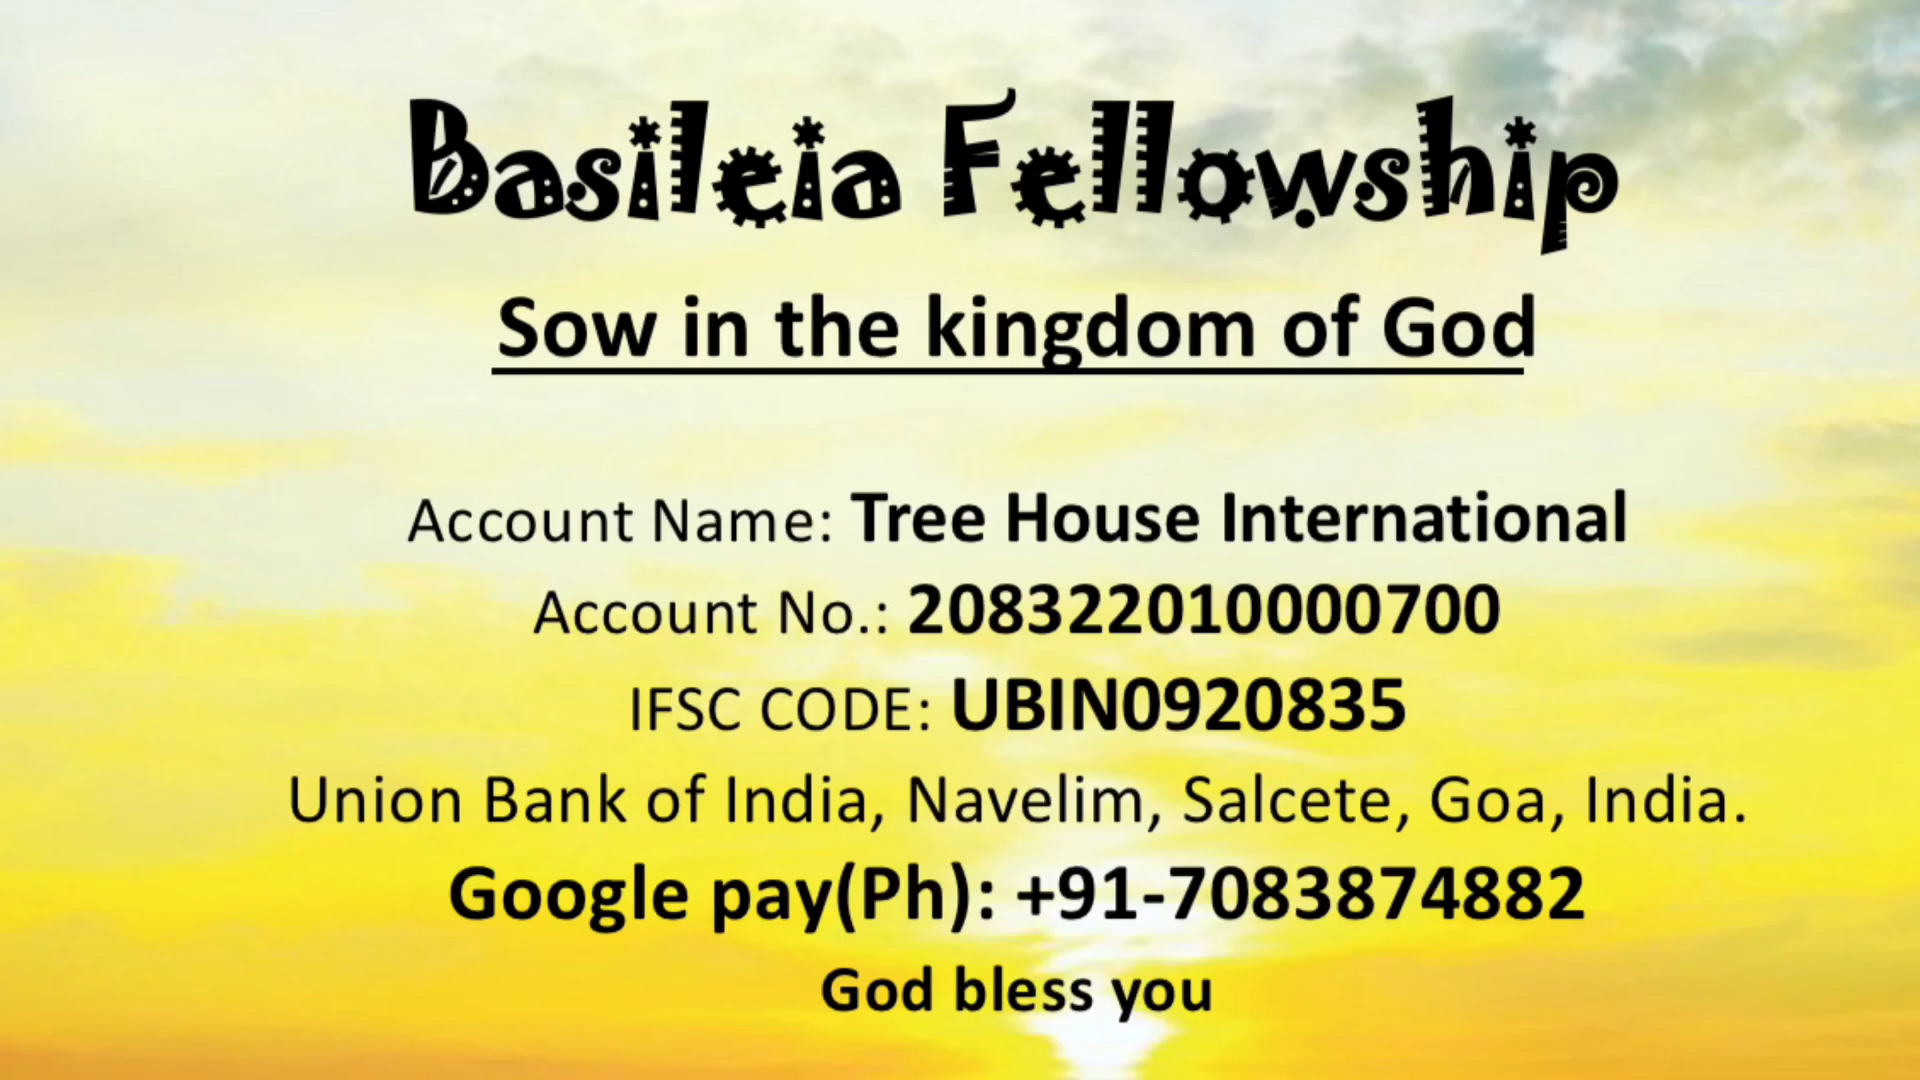 Basileia Fellowship
Sow in the kingdom of God
Account Name: Tree House International
Account No.: 208322010000700
IFSC CODE: UBIN0920835
Union Bank of India, Navelim, Salcete, Goa, India.
Google pay(Ph): +91-7083874882
God bless you